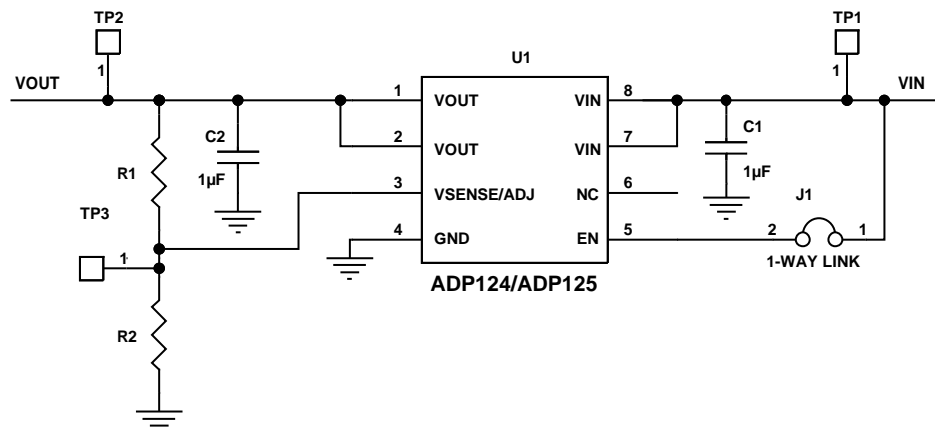 TP2
1
VOUT
TP1
1
VIN
U1
1 VOUT VIN 8
2 VOUT VIN 7
3 VSENSE/ADJ NC 6
4 GND EN 5
ADP124/ADP125
C2
1µF
C1
1µF
R1
TP3
1
R2
J1
2 1
1-WAY LINK